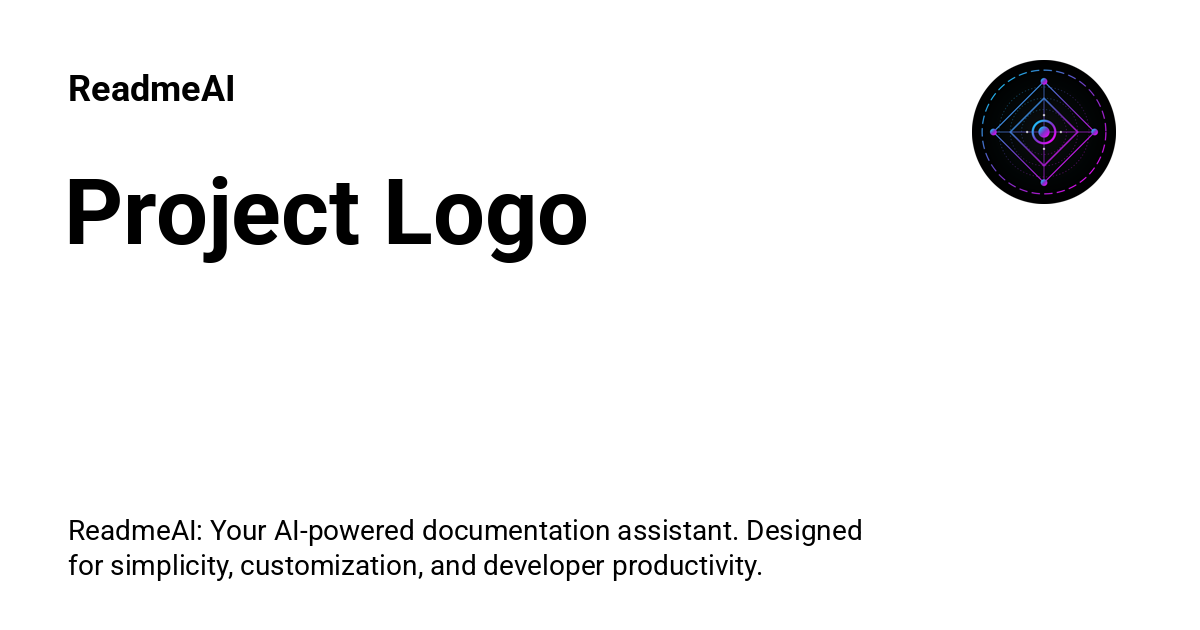 ReadmeAI
Project Logo
ReadmeAI: Your AI-powered documentation assistant. Designed
for simplicity, customization, and developer productivity.